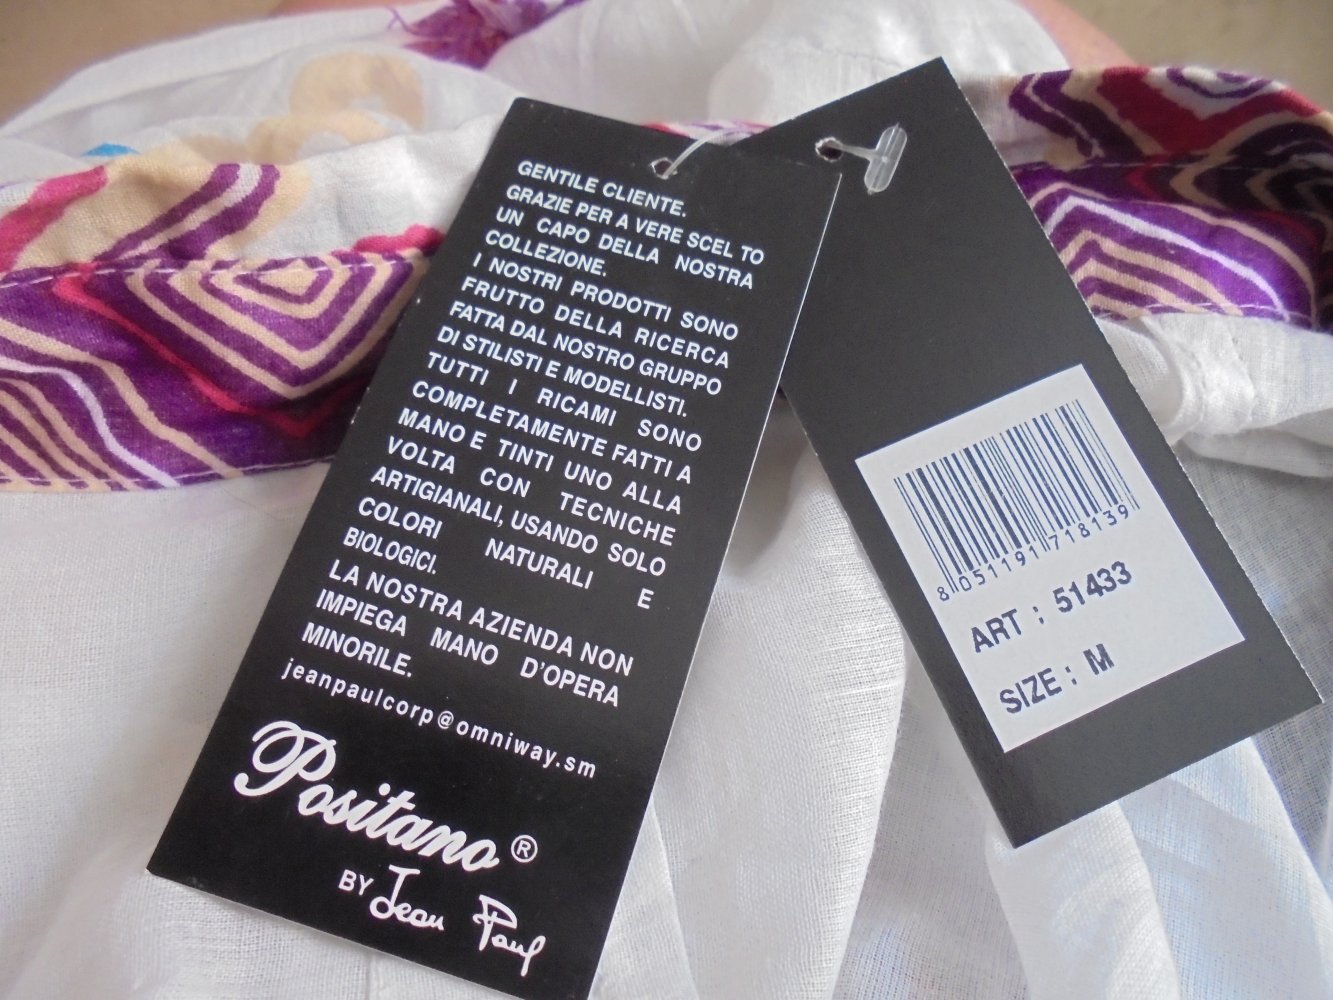 GENTILE CLIENTE.
GRAZIE PER A VERE SCEL TO
UN CAPO DELLA NOSTRA
COLLEZIONE.
I NOSTRI PRODOTTI SONO
FRUTTO DELLA RICERCA
FATTA DAL NOSTRO GRUPPO
DI STILISTI E MODELLISTI.
TUTTI I RICAMI SONO
COMPLETAMENTE FATTI A
MANO E TINTI UNO ALLA
VOLTA CON TECNICHE
ARTIGIANALI, USANDO SOLO
COLORI NATURALI E
BIOLOGICI.
LA NOSTRA AZIENDA NON
IMPIEGA MANO D'OPERA
MINORILE.
jeanpaulcorp@omniway.sm
Positano ®
BY Jean Paul
8 051191 718139
ART : 51433
SIZE : M